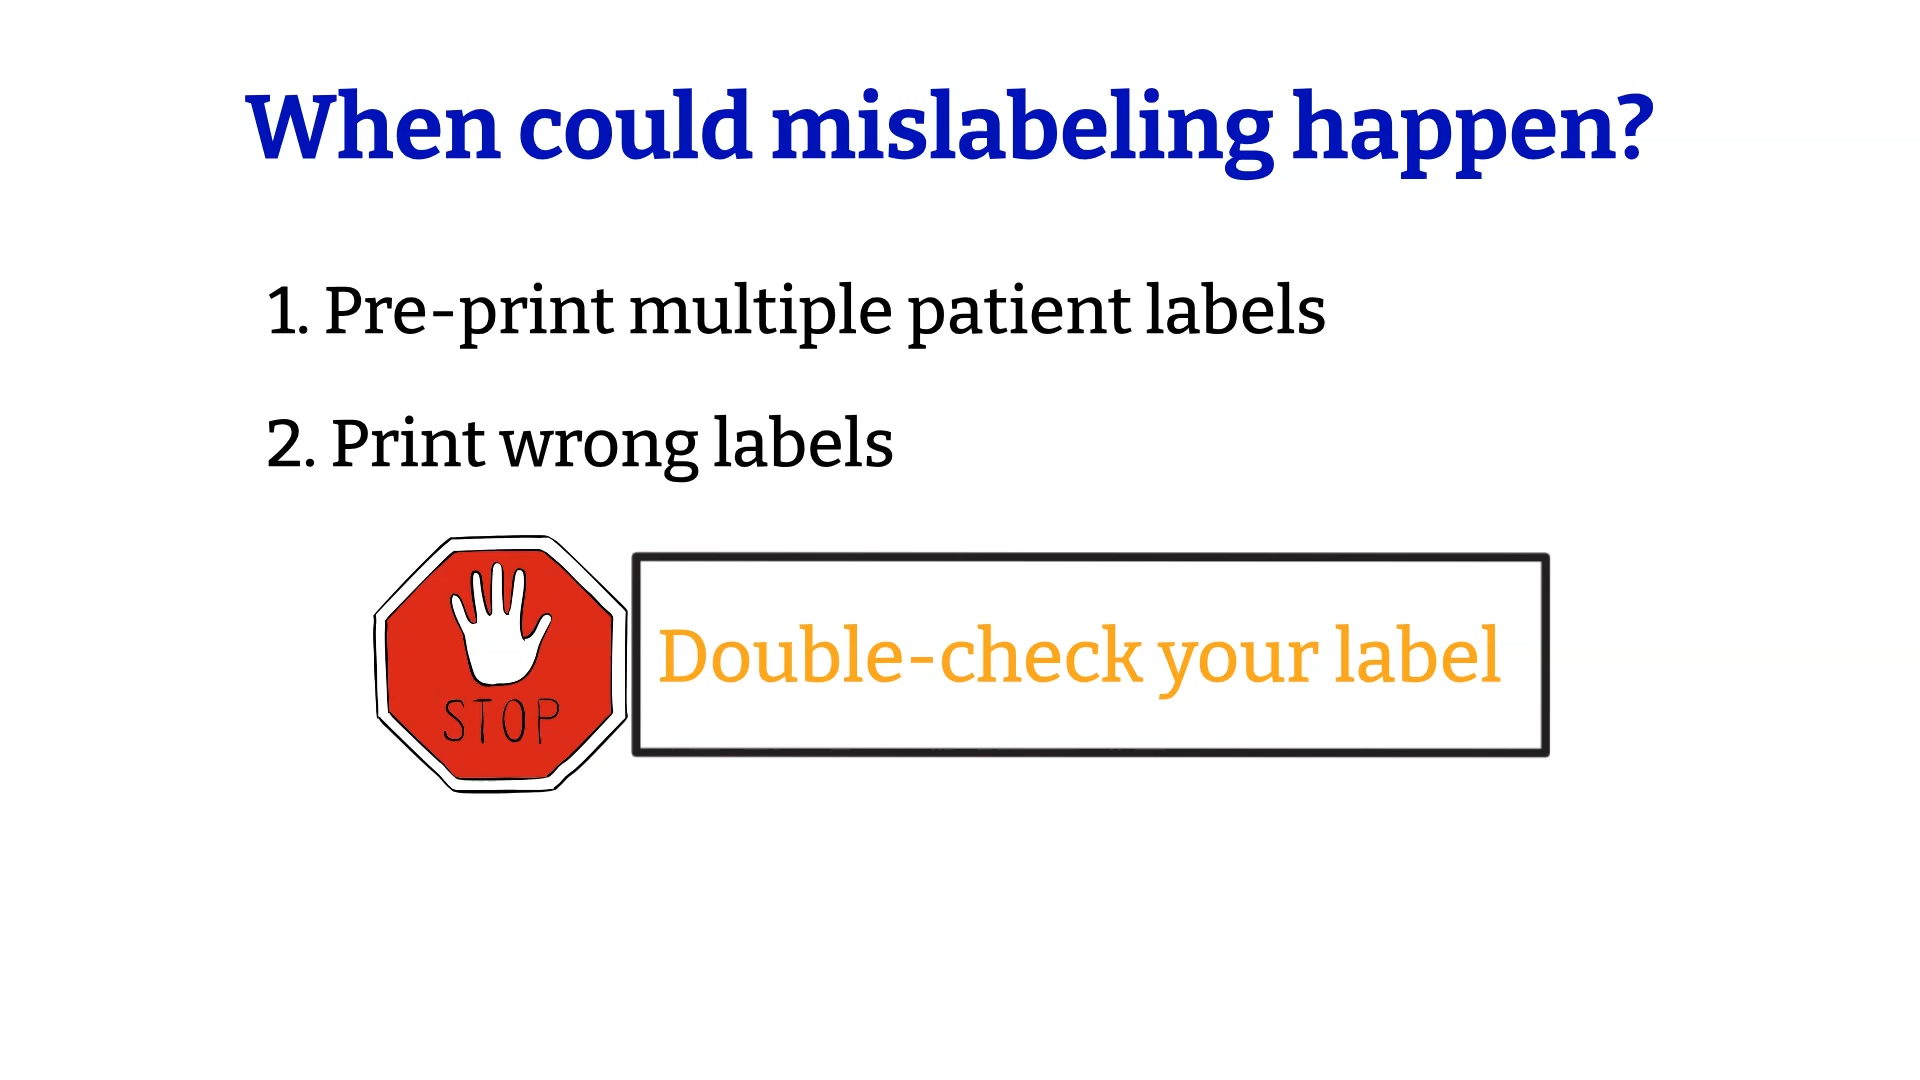 When could mislabeling happen?
1. Pre-print multiple patient labels
2. Print wrong labels
STOP
Double-check your label